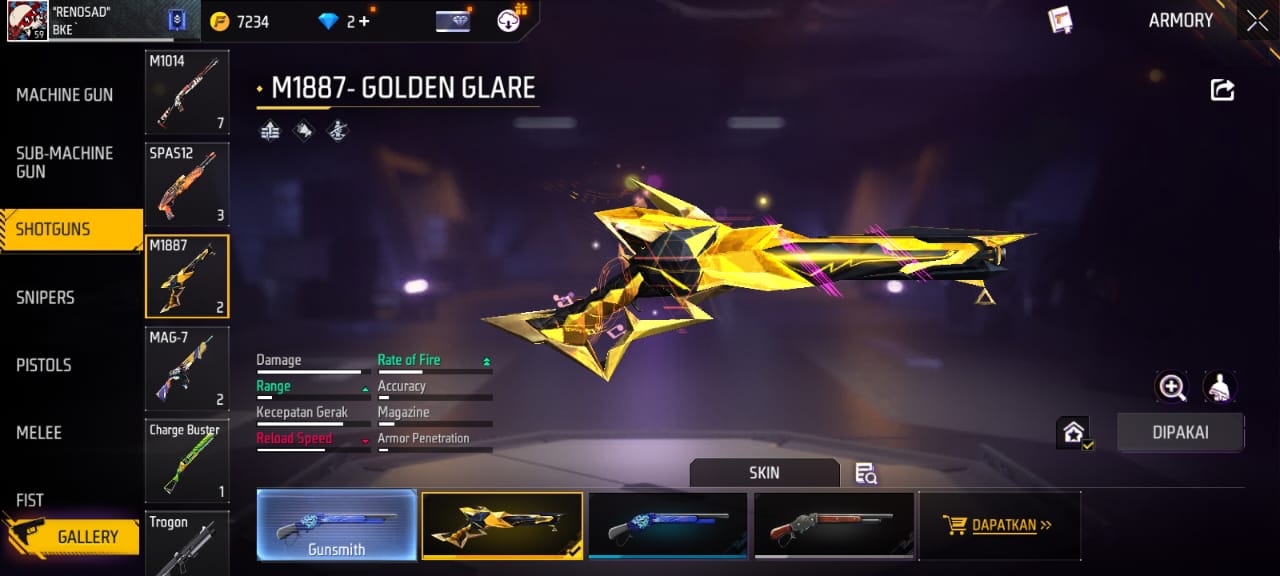 "RENOSAD"
BKE`
59
7234
2+
ARMORY
MACHINE GUN
SUB-MACHINE
GUN
SHOTGUNS
SNIPERS
PISTOLS
MELEE
FIST
GALLERY
M1014
7
SPAS12
3
M1887
2
MAG-7
2
Charge Buster
1
Trogon
M1887- GOLDEN GLARE
Damage
Rate of Fire
Range
Accuracy
Kecepatan Gerak
Magazine
Reload Speed
Armor Penetration
DIPAKAI
SKIN
Gunsmith
DAPATKAN >>